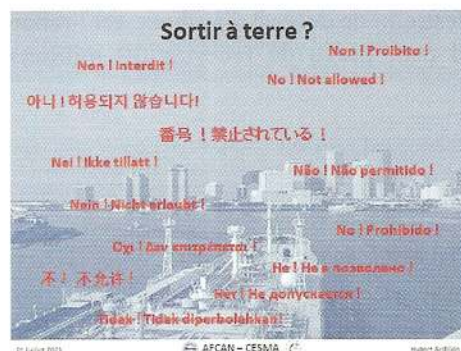 Sortir à terre ?
Non ! Proibito !
Non ! Interdit !
No ! Not allowed !
아니 ! 허용되지 않습니다!
番号 ！禁止されている ！
Nei ! Ikke tillatt !
Não ! Não permitido !
Nein ! Nicht erlaubt !
No ! Prohibido !
Όχι ! Δεν επιτρέπεται !
Не ! Не е позволено !
不！ 不允许！
Нет ! Не допускается !
Tidak ! Tidak diperbolehkan!
AFCAN – CESMA
Hubert